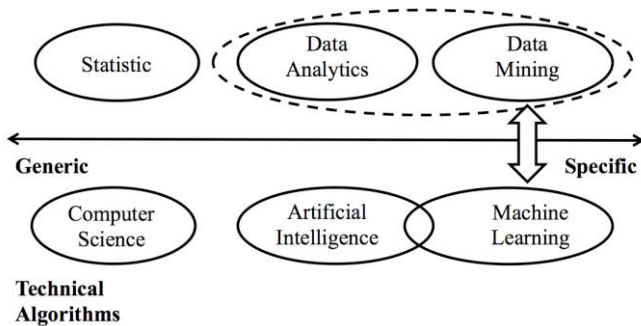 Statistic
Data
Analytics
Data
Mining
Generic
Specific
Computer
Science
Artificial
Intelligence
Machine
Learning
Technical
Algorithms